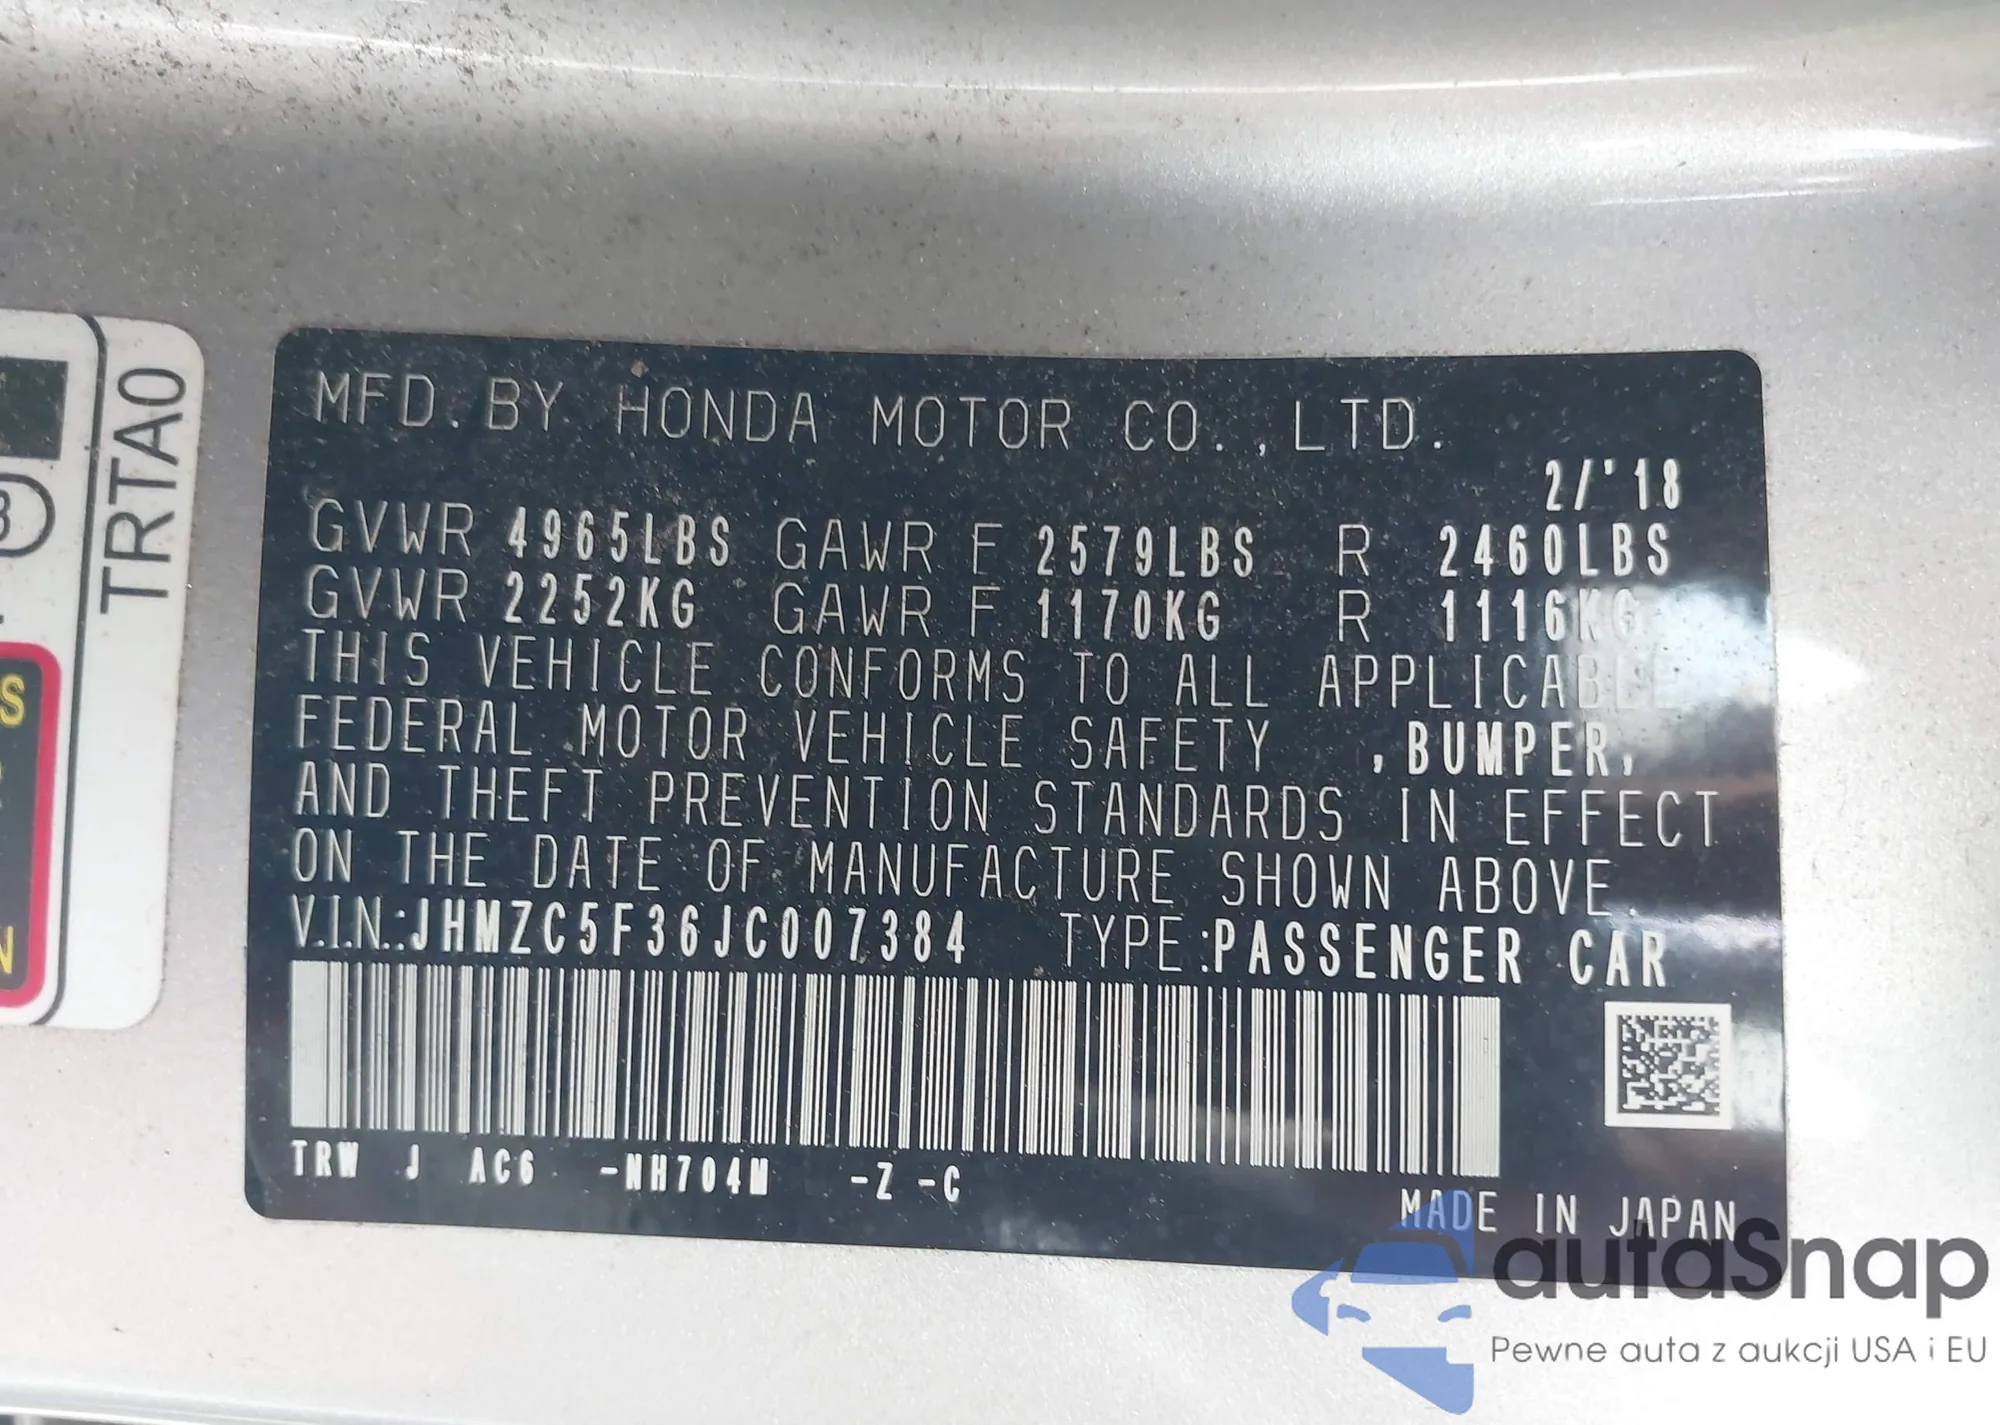 TRTA0
S
N
MFD. BY HONDA MOTOR CO., LTD.
2/'18
GVWR 4965LBS GAWR F 2579LBS R 2460LBS
GVWR 2252KG GAWR F 1170KG R 1116KG
THIS VEHICLE CONFORMS TO ALL APPLICABLE
FEDERAL MOTOR VEHICLE SAFETY , BUMPER,
AND THEFT PREVENTION STANDARDS IN EFFECT
ON THE DATE OF MANUFACTURE SHOWN ABOVE.
V.I.N.:JHMZC5F36JC007384 TYPE:PASSENGER CAR
TRW J AC6 -NH704M -Z -C
MADE IN JAPAN
autaSnap
Pewne auta z aukcji USA i EU